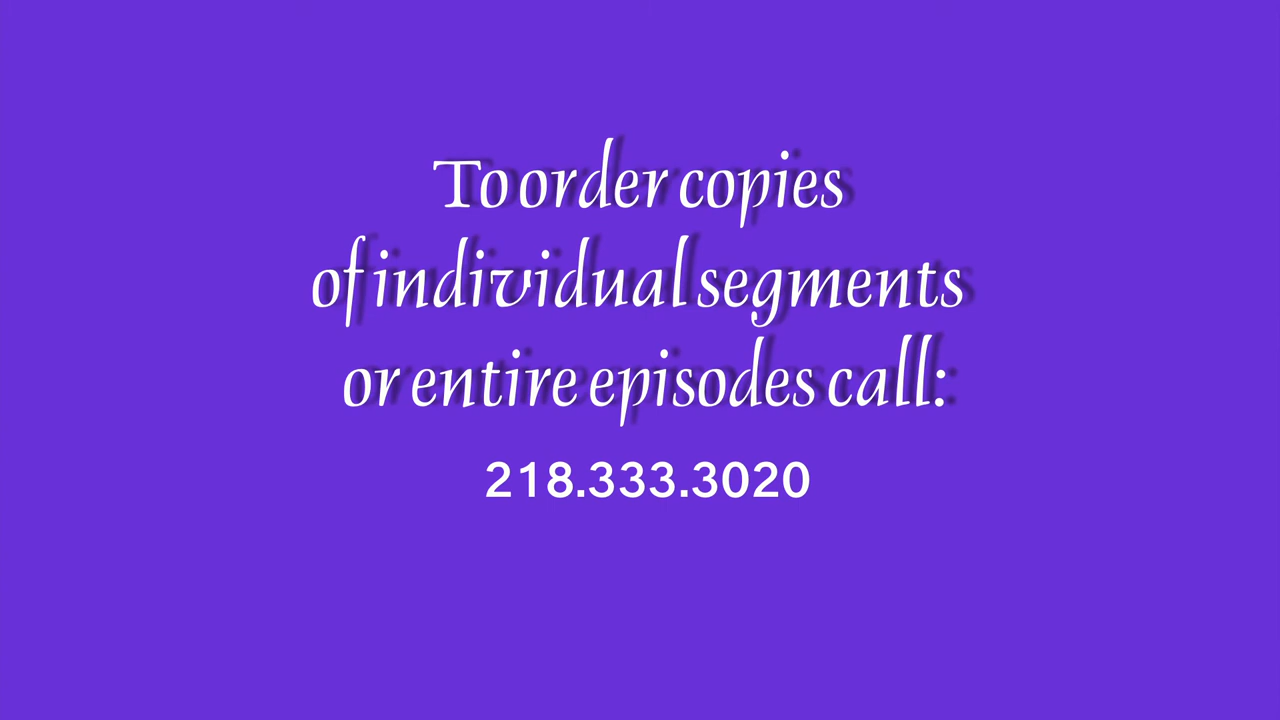 To order copies
of individual segments
or entire episodes call:
218.333.3020